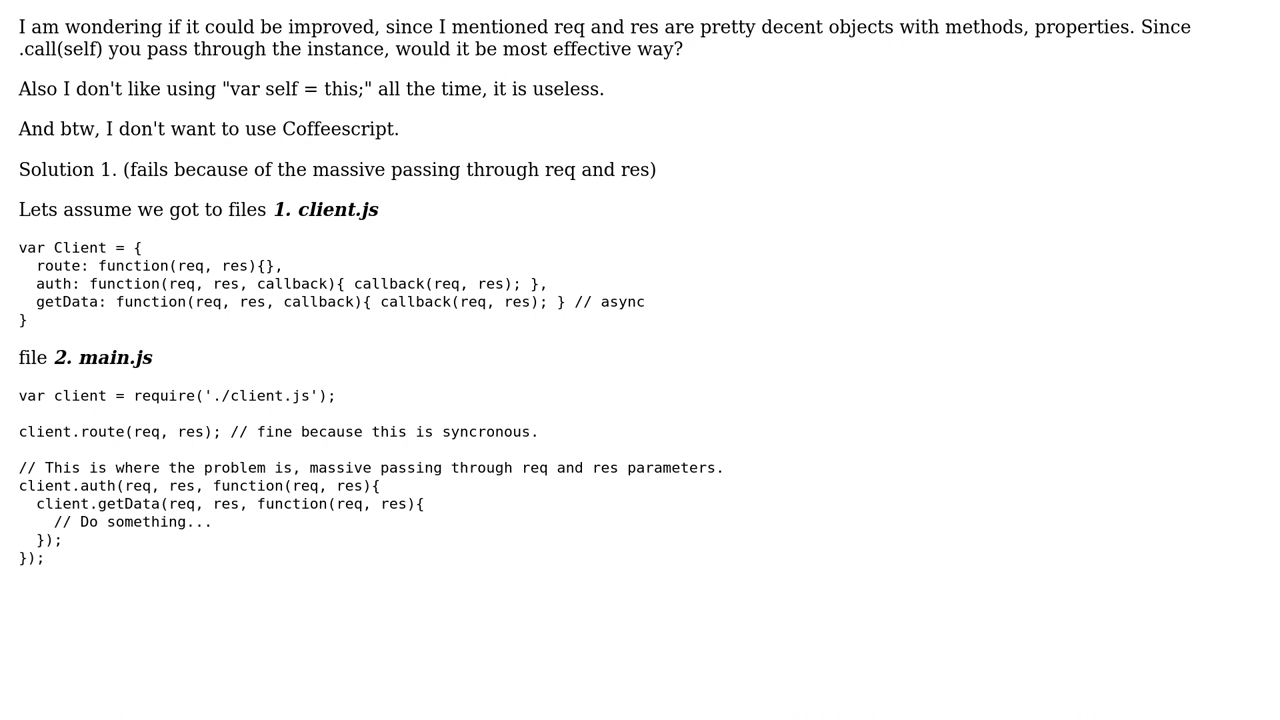 I am wondering if it could be improved, since I mentioned req and res are pretty decent objects with methods, properties. Since
.call(self) you pass through the instance, would it be most effective way?
Also I don't like using "var self = this;" all the time, it is useless.
And btw, I don't want to use Coffeescript.
Solution 1. (fails because of the massive passing through req and res)
Lets assume we got to files 1. client.js
var Client = {
  route: function(req, res){},
  auth: function(req, res, callback){ callback(req, res); },
  getData: function(req, res, callback){ callback(req, res); } // async
}
file 2. main.js
var client = require('./client.js');
client.route(req, res); // fine because this is syncronous.
// This is where the problem is, massive passing through req and res parameters.
client.auth(req, res, function(req, res){
  client.getData(req, res, function(req, res){
    // Do something...
  });
});